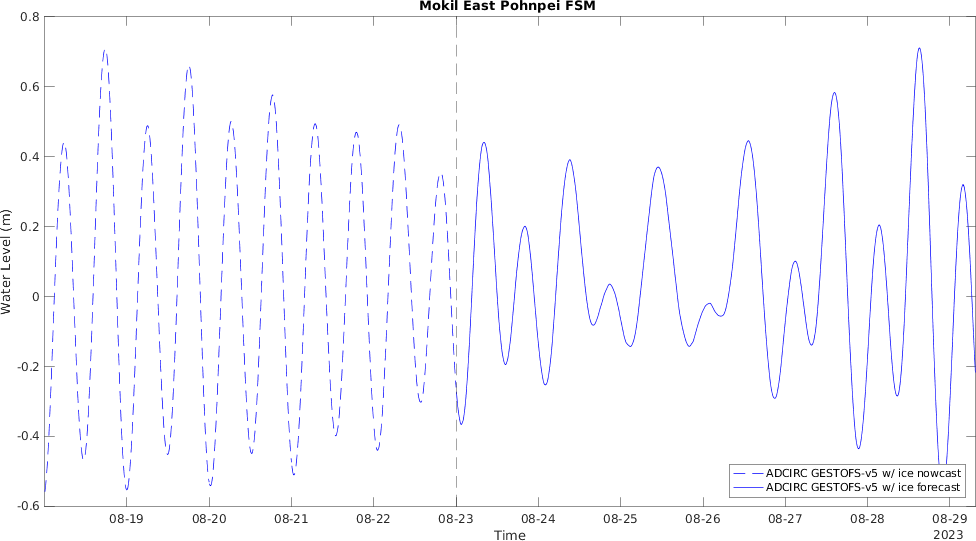 Mokil East Pohnpei FSM
0.8
0.6
0.4
0.2
0
-0.2
-0.4
-0.6
Water Level (m)
ADCIRC GESTOFS-v5 w/ ice nowcast
ADCIRC GESTOFS-v5 w/ ice forecast
08-19 08-20 08-21 08-22 08-23 08-24 08-25 08-26 08-27 08-28 08-29
Time
2023